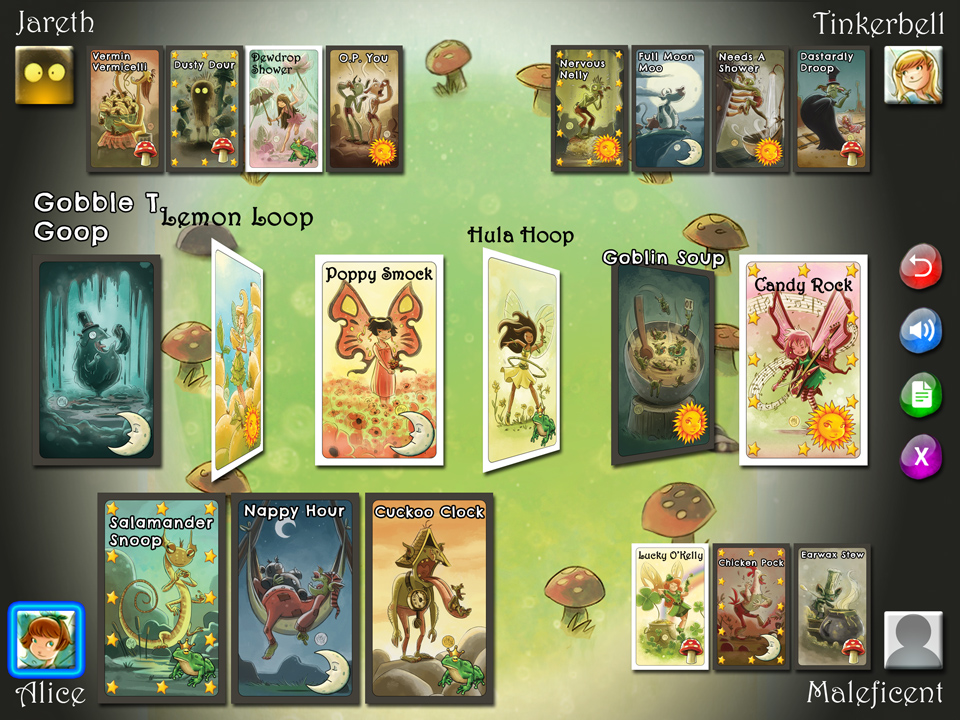 Jareth
Tinkerbell
Vermin
Vermicelli
Dusty Dour
Dewdrop
Shower
O.P. You
Nervous
Nelly
Full Moon
Moo
Needs A
Shower
Dastardly
Droop
Gobble T.
Goop
Lemon Loop
Poppy Smock
Hula Hoop
Goblin Soup
Candy Rock
X
Salamander
Snoop
Nappy Hour
Cuckoo Clock
Lucky O'Kelly
Chicken Pock
Earwax Stew
Alice
Maleficent